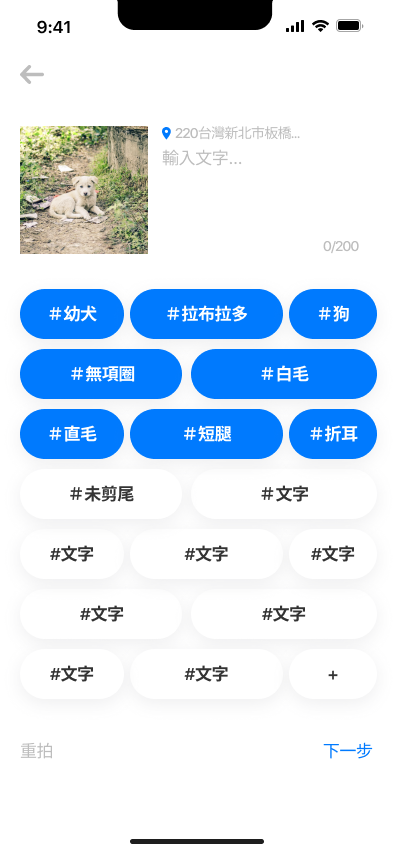 9:41
220台灣新北市板橋...
輸入文字...
0/200
＃幼犬 ＃拉布拉多 ＃狗
＃無項圈 ＃白毛
＃直毛 ＃短腿 ＃折耳
＃未剪尾 ＃文字
#文字 #文字 #文字
#文字 #文字
#文字 #文字 +
重拍 下一步